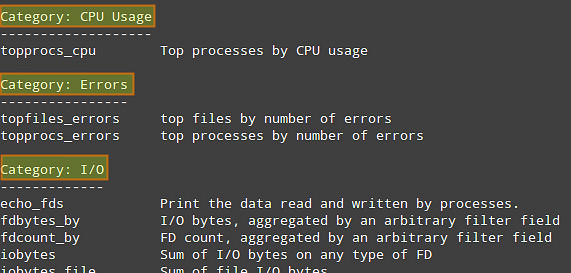 Category: CPU Usage
-------------------
topprocs_cpu Top processes by CPU usage
Category: Errors
----------------
topfiles_errors top files by number of errors
topprocs_errors top processes by number of errors
Category: I/O
-------------
echo_fds Print the data read and written by processes.
fdbytes_by I/O bytes, aggregated by an arbitrary filter field
fdcount_by FD count, aggregated by an arbitrary filter field
iobytes Sum of I/O bytes on any type of FD
iobytes_file Sum of file I/O bytes